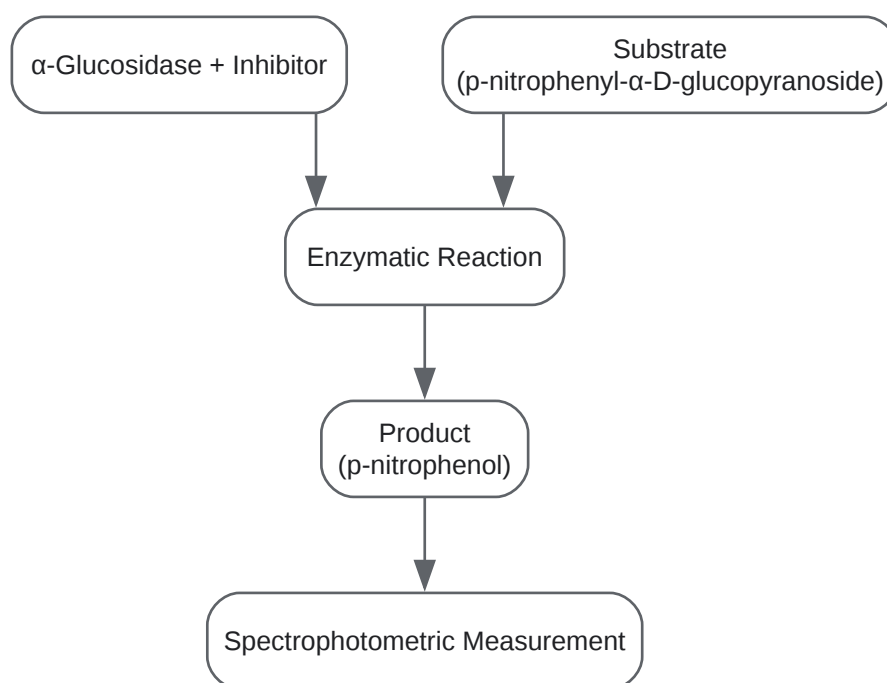 α-Glucosidase + Inhibitor
Substrate
(p-nitrophenyl-α-D-glucopyranoside)
Enzymatic Reaction
Product
(p-nitrophenol)
Spectrophotometric Measurement